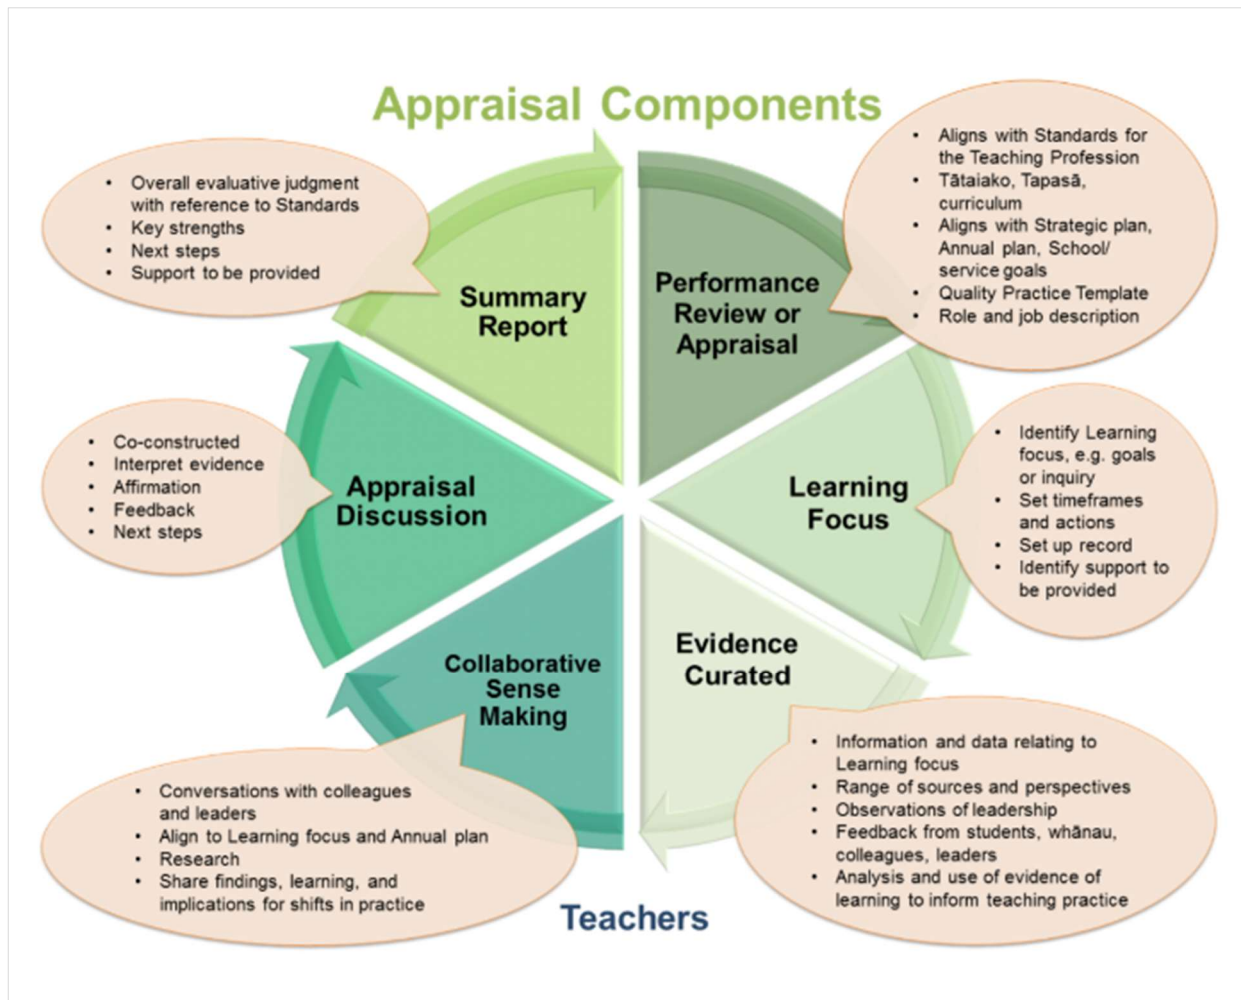 Appraisal Components
• Aligns with Standards for
the Teaching Profession
• Tātaiako, Tapasā,
curriculum
• Aligns with Strategic plan,
Annual plan, School/
service goals
• Quality Practice Template
• Role and job description
Performance
Review or
Appraisal
• Identify Learning
focus, e.g. goals
or inquiry
• Set timeframes
and actions
• Set up record
• Identify support to
be provided
Learning
Focus
Evidence
Curated
• Information and data relating to
Learning focus
• Range of sources and perspectives
• Observations of leadership
• Feedback from students, whānau,
colleagues, leaders
• Analysis and use of evidence of
learning to inform teaching practice
Collaborative
Sense
Making
• Conversations with colleagues
and leaders
• Align to Learning focus and Annual plan
• Research
• Share findings, learning, and
implications for shifts in practice
Appraisal
Discussion
• Co-constructed
• Interpret evidence
• Affirmation
• Feedback
• Next steps
Summary
Report
• Overall evaluative judgment
with reference to Standards
• Key strengths
• Next steps
• Support to be provided
Teachers